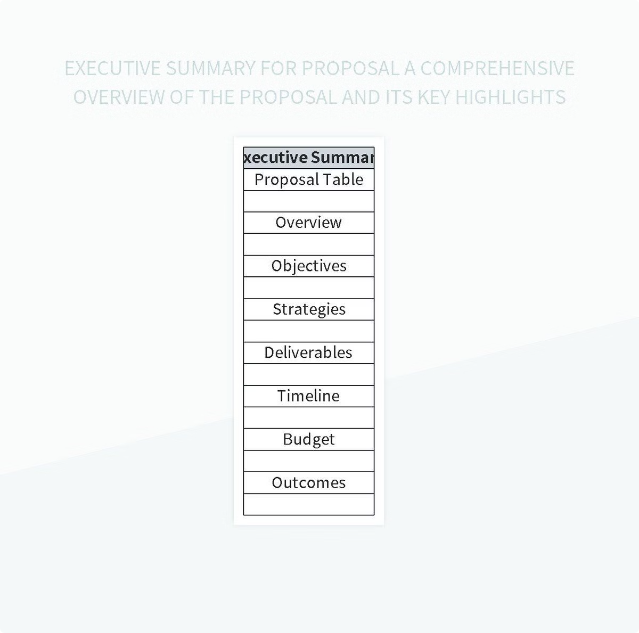 EXECUTIVE SUMMARY FOR PROPOSAL A COMPREHENSIVE
OVERVIEW OF THE PROPOSAL AND ITS KEY HIGHLIGHTS
xecutive Summar
Proposal Table
Overview
Objectives
Strategies
Deliverables
Timeline
Budget
Outcomes